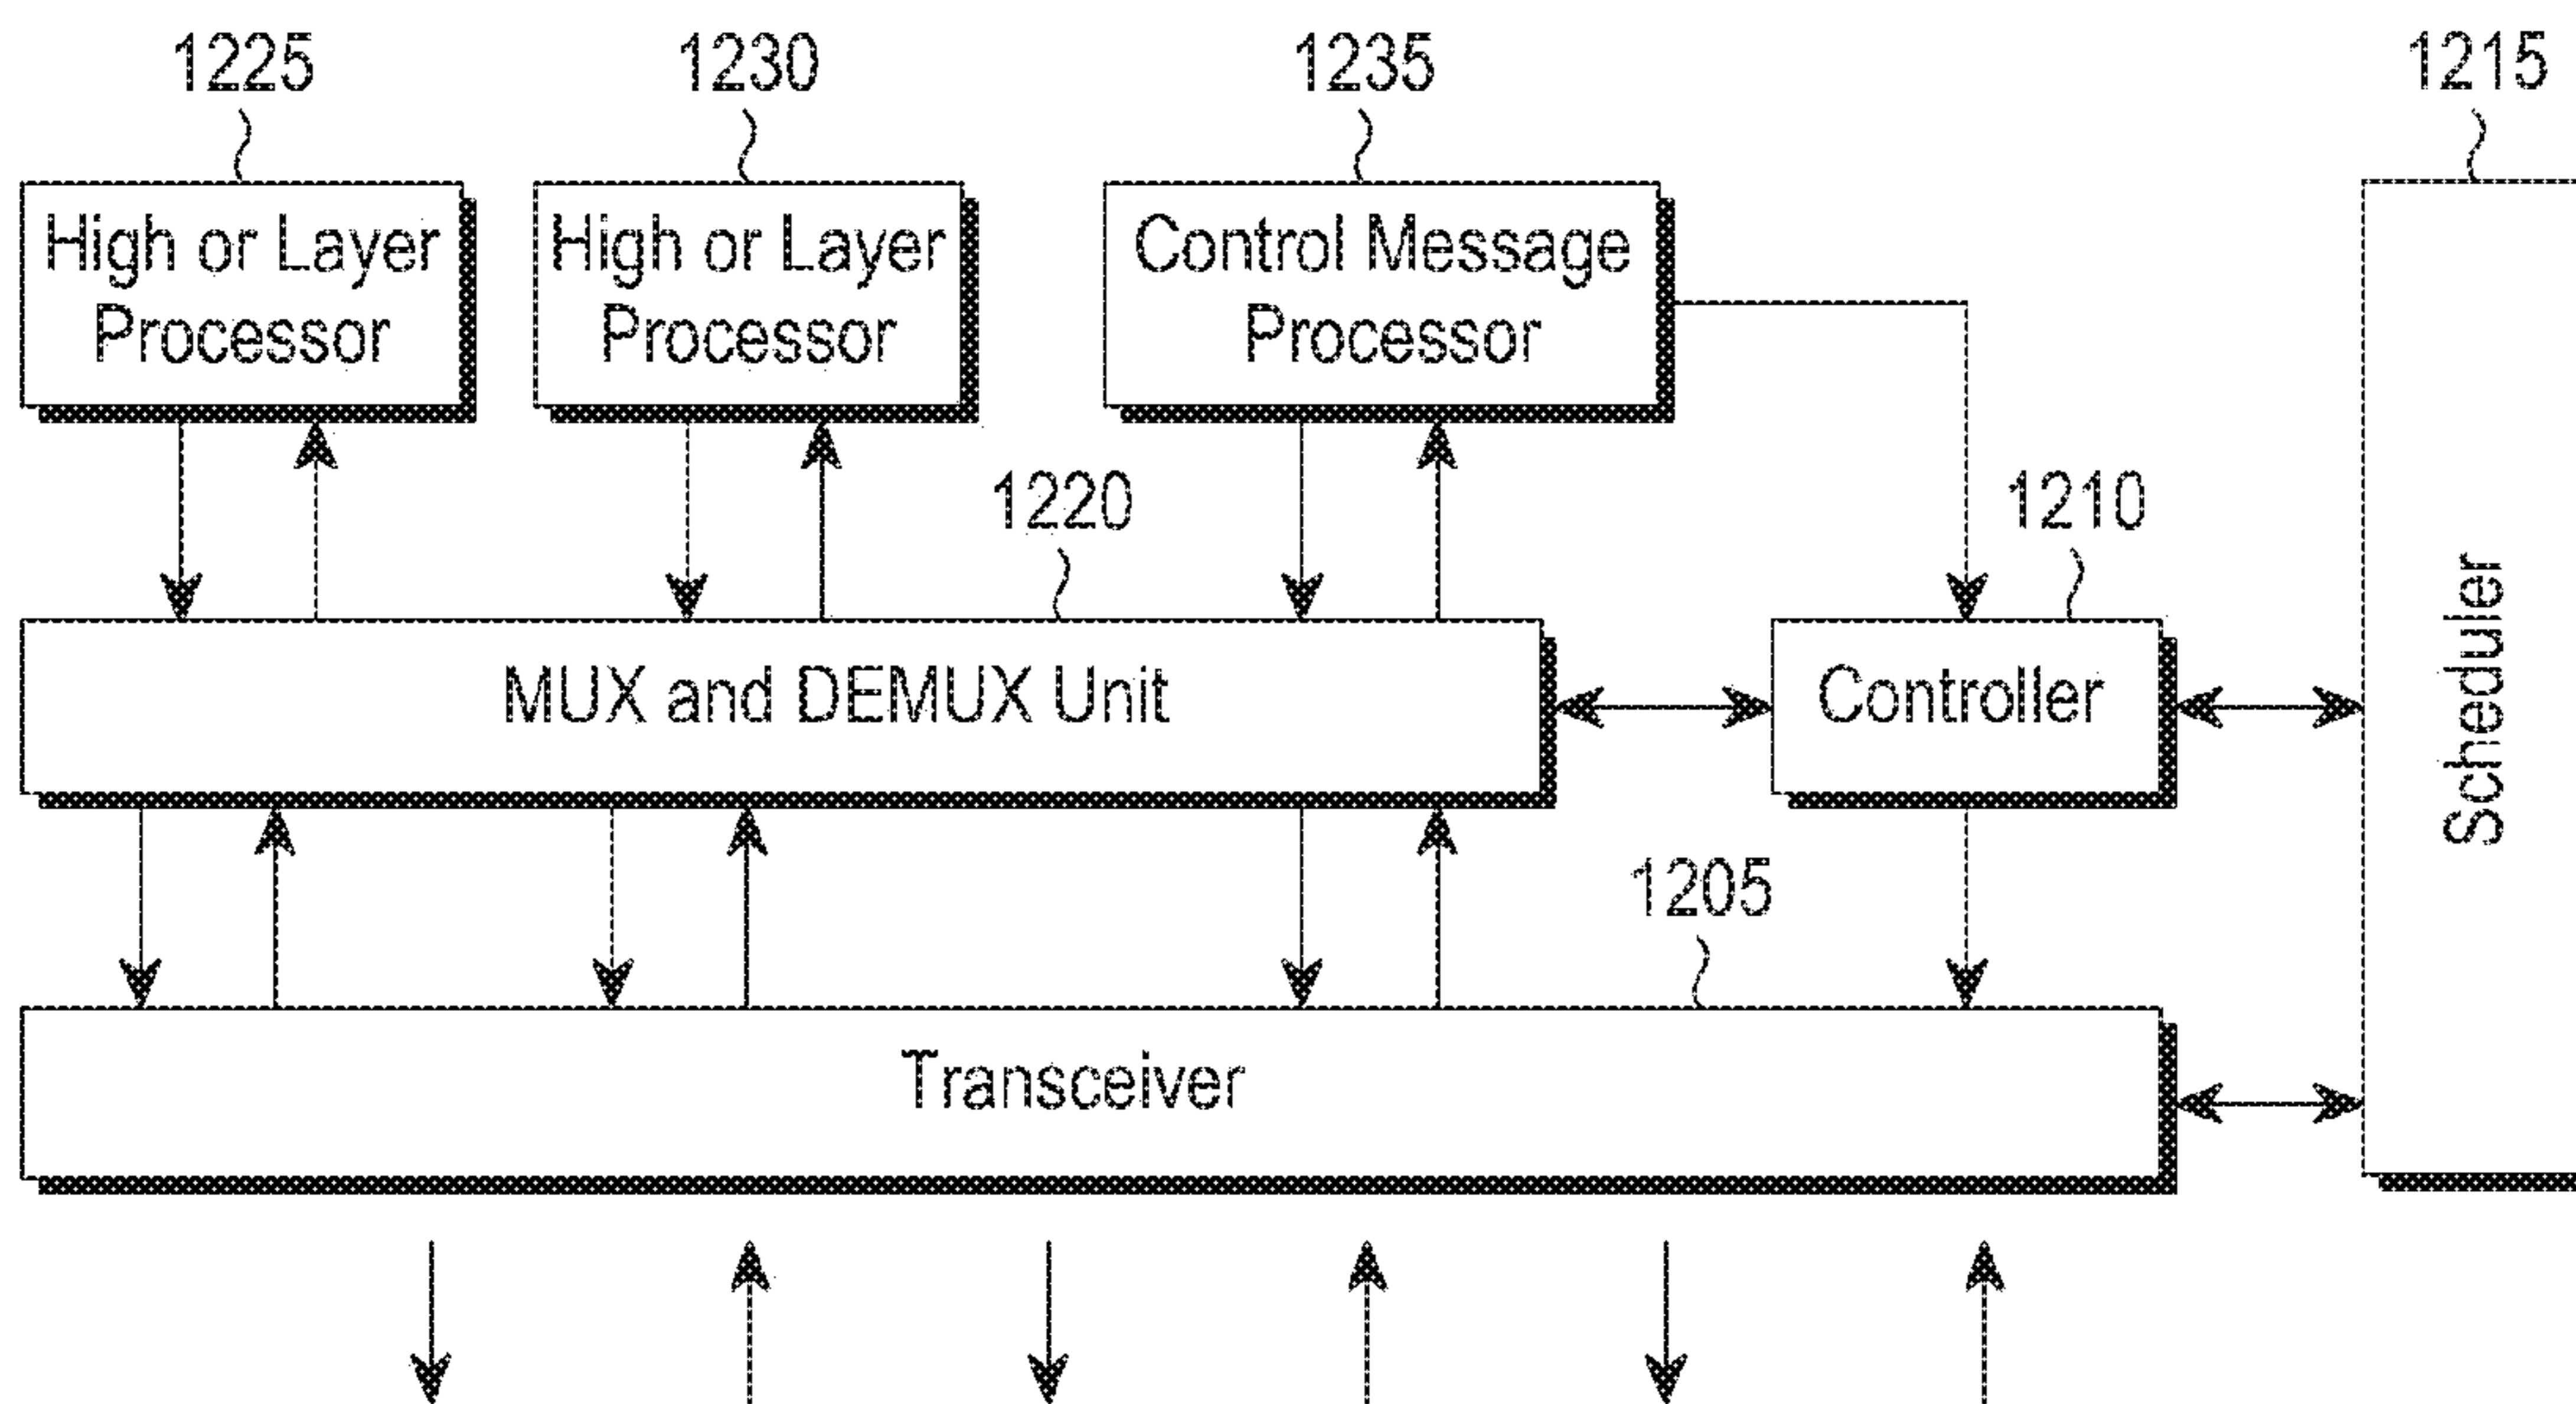 1225
1230
1235
1215
High or Layer
Processor
High or Layer
Processor
Control Message
Processor
1220
1210
MUX and DEMUX Unit
Controller
Scheduler
1205
Transceiver